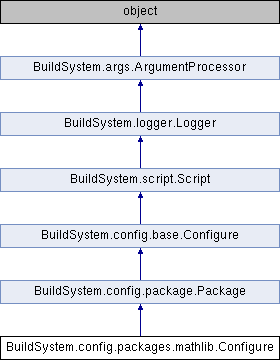 object
BuildSystem.args.ArgumentProcessor
BuildSystem.logger.Logger
BuildSystem.script.Script
BuildSystem.config.base.Configure
BuildSystem.config.package.Package
BuildSystem.config.packages.mathlib.Configure